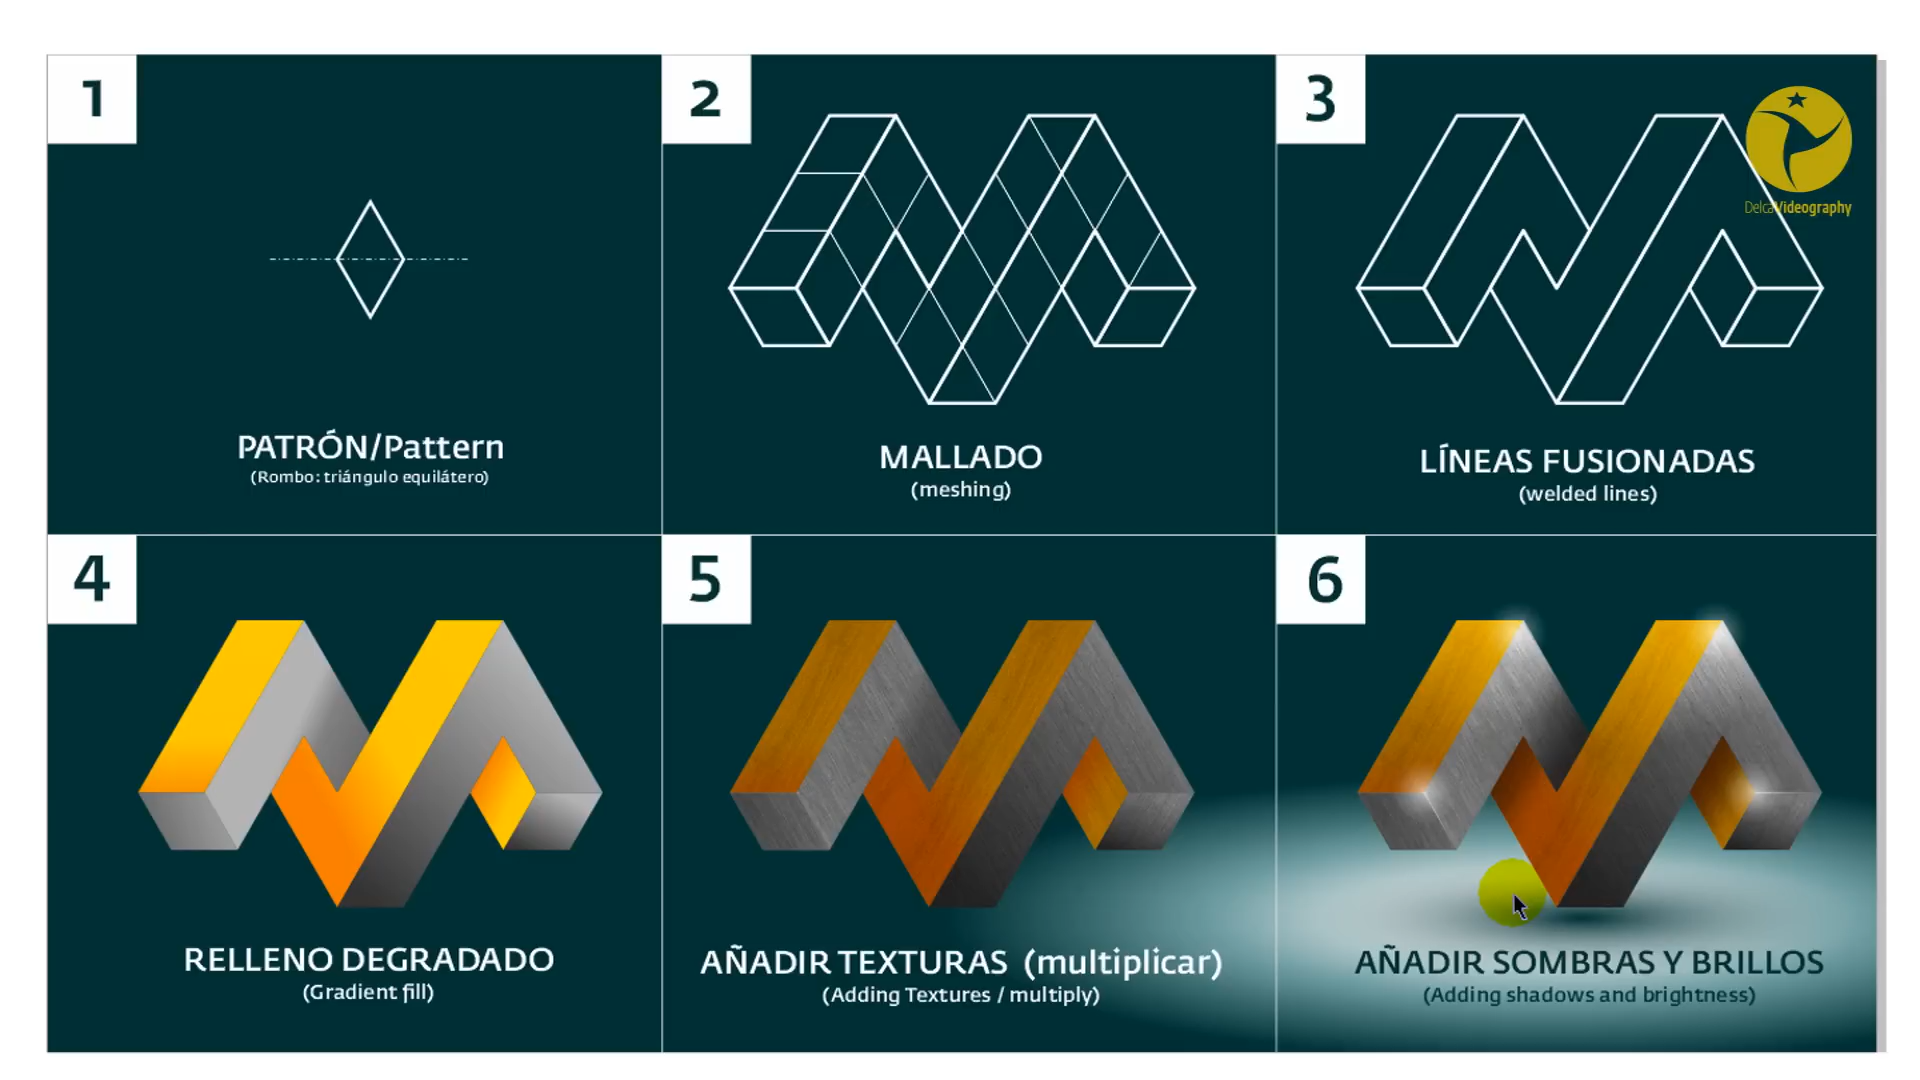 1
PATRÓN/Pattern
(Rombo: triángulo equilátero)
2
MALLADO
(meshing)
3
DelcaVideography
LÍNEAS FUSIONADAS
(welded lines)
4
RELLENO DEGRADADO
(Gradient fill)
5
AÑADIR TEXTURAS (multiplicar)
(Adding Textures / multiply)
6
AÑADIR SOMBRAS Y BRILLOS
(Adding shadows and brightness)